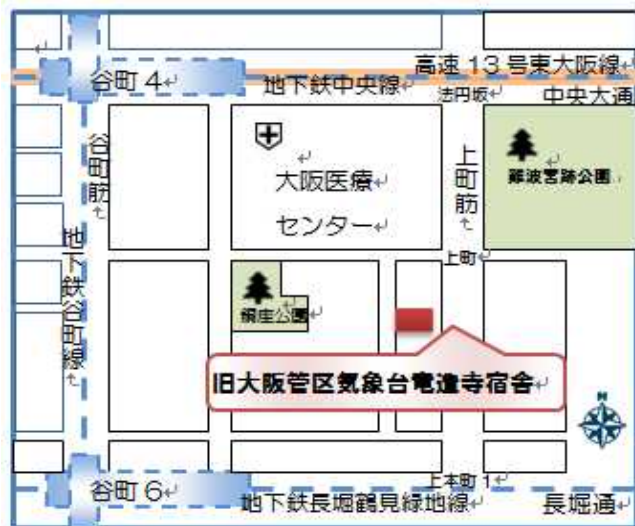 高速13号東大阪線
谷町4
地下鉄中央線
法円坂
中央大通
谷町筋
大阪医療
センター
上町筋
難波宮跡公園
上町
地下鉄谷町線
銅座公園
旧大阪管区気象台竜造寺宿舎
N
上本町1
谷町6
地下鉄長堀鶴見緑地線
長堀通